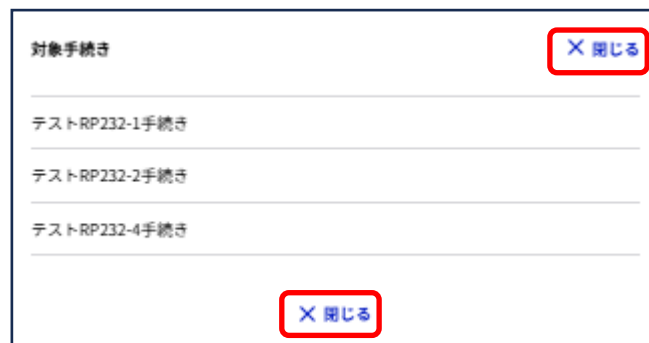 対象手続き
× 閉じる
テストRP232-1手続き
テストRP232-2手続き
テストRP232-4手続き
× 閉じる